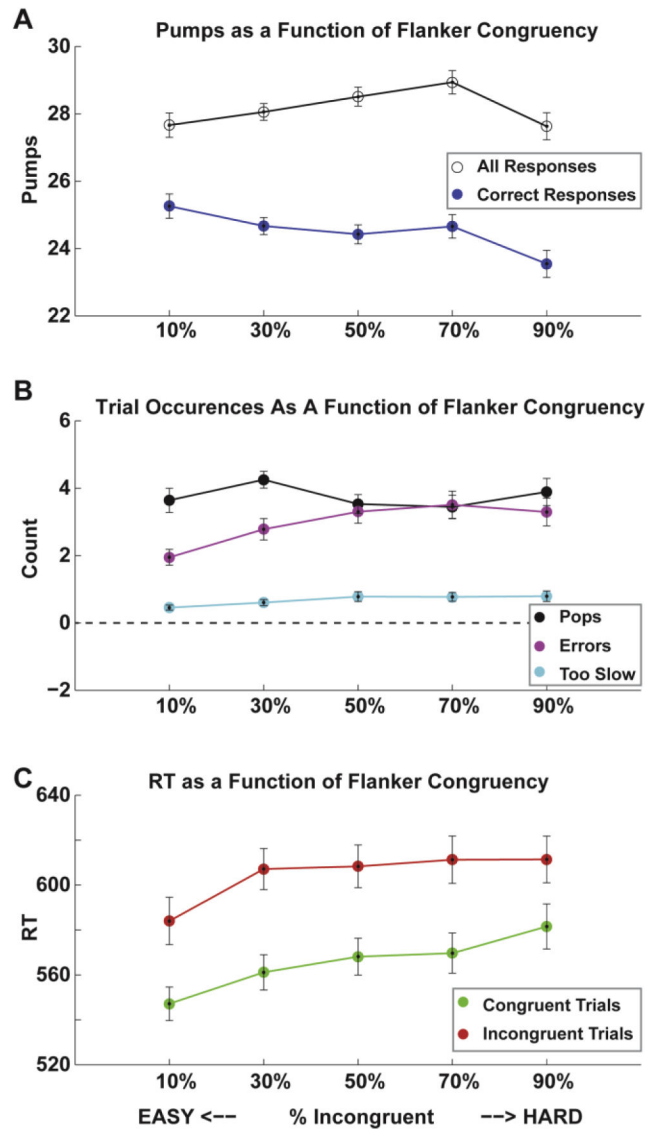 A
Pumps as a Function of Flanker Congruency
30
28
26
24
22
Pumps
All Responses
Correct Responses
10% 30% 50% 70% 90%
B
Trial Occurences As A Function of Flanker Congruency
6
4
2
0
−2
Count
Pops
Errors
Too Slow
10% 30% 50% 70% 90%
C
RT as a Function of Flanker Congruency
640
600
560
520
RT
Congruent Trials
Incongruent Trials
10% 30% 50% 70% 90%
EASY <−− % Incongruent −−> HARD